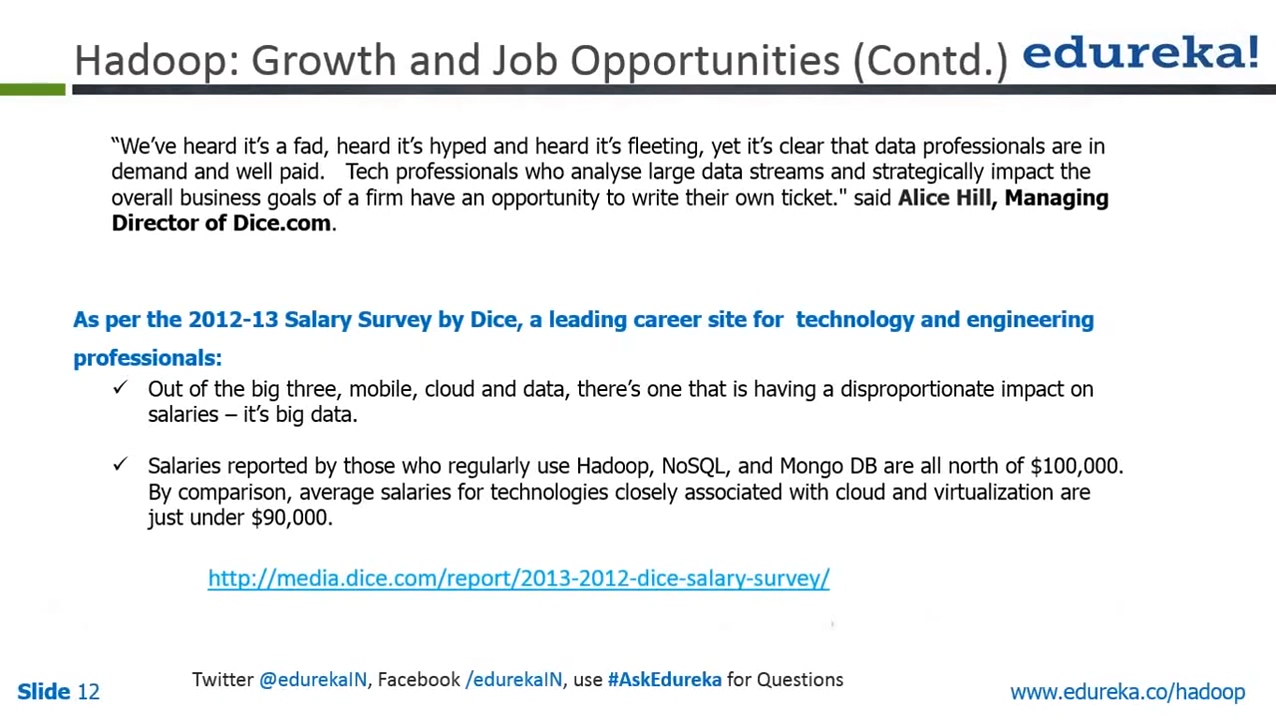 Hadoop: Growth and Job Opportunities (Contd.)
edureka!
“We’ve heard it’s a fad, heard it’s hyped and heard it’s fleeting, yet it’s clear that data professionals are in
demand and well paid. Tech professionals who analyse large data streams and strategically impact the
overall business goals of a firm have an opportunity to write their own ticket." said Alice Hill, Managing
Director of Dice.com.
As per the 2012-13 Salary Survey by Dice, a leading career site for technology and engineering
professionals:
✓ Out of the big three, mobile, cloud and data, there’s one that is having a disproportionate impact on
salaries – it’s big data.
✓ Salaries reported by those who regularly use Hadoop, NoSQL, and Mongo DB are all north of $100,000.
By comparison, average salaries for technologies closely associated with cloud and virtualization are
just under $90,000.
http://media.dice.com/report/2013-2012-dice-salary-survey/
Slide 12
Twitter @edurekaIN, Facebook /edurekaIN, use #AskEdureka for Questions
www.edureka.co/hadoop